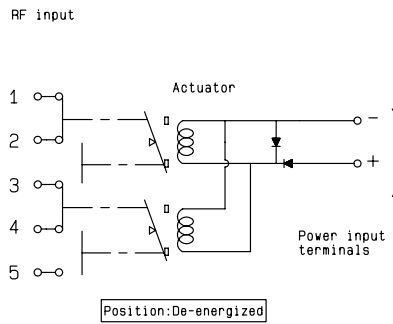 RF input
Actuator
1
2
3
4
5
-
+
Power input
terminals
Position:De-energized